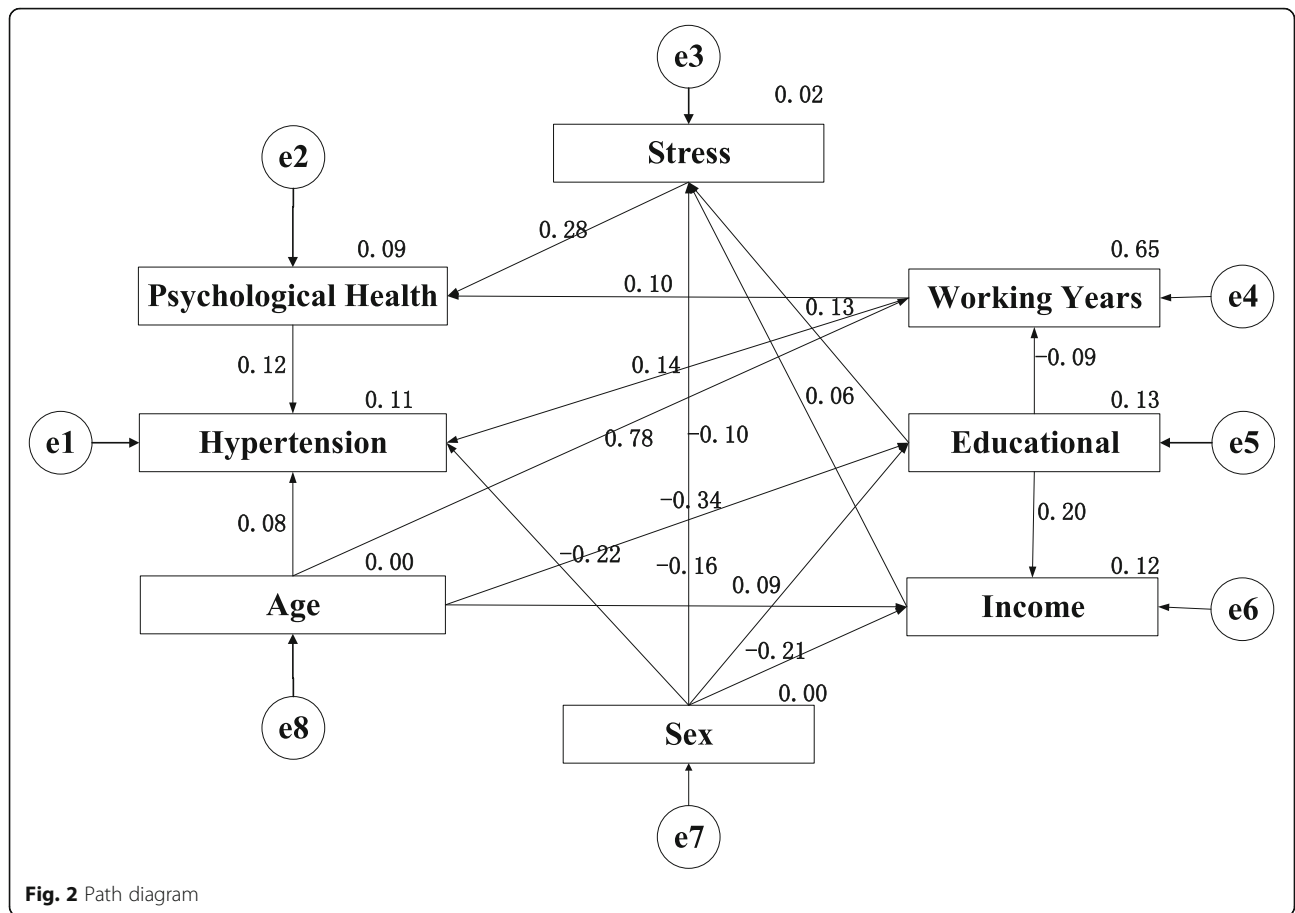 e3
0.02
Stress
e2
0.28
0.09
0.65
Psychological Health
0.10
Working Years
e4
0.13
0.12
0.14
-0.09
0.11
0.06
0.13
e1
Hypertension
0.78
-0.10
Educational
e5
0.08
-0.34
0.20
0.00
-0.22
-0.16
0.09
0.12
Age
Income
e6
-0.21
0.00
e8
Sex
e7
Fig. 2 Path diagram